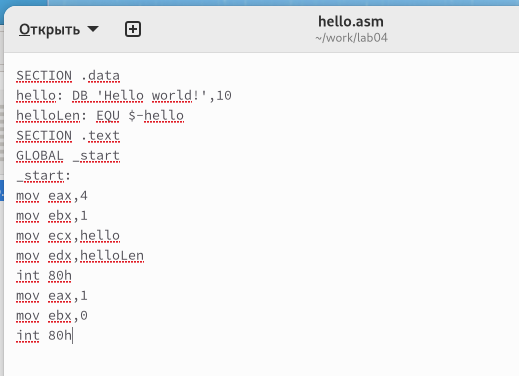 Открыть
hello.asm
~/work/lab04
SECTION .data
hello: DB 'Hello world!',10
helloLen: EQU $-hello
SECTION .text
GLOBAL _start
_start:
mov eax,4
mov ebx,1
mov ecx,hello
mov edx,helloLen
int 80h
mov eax,1
mov ebx,0
int 80h